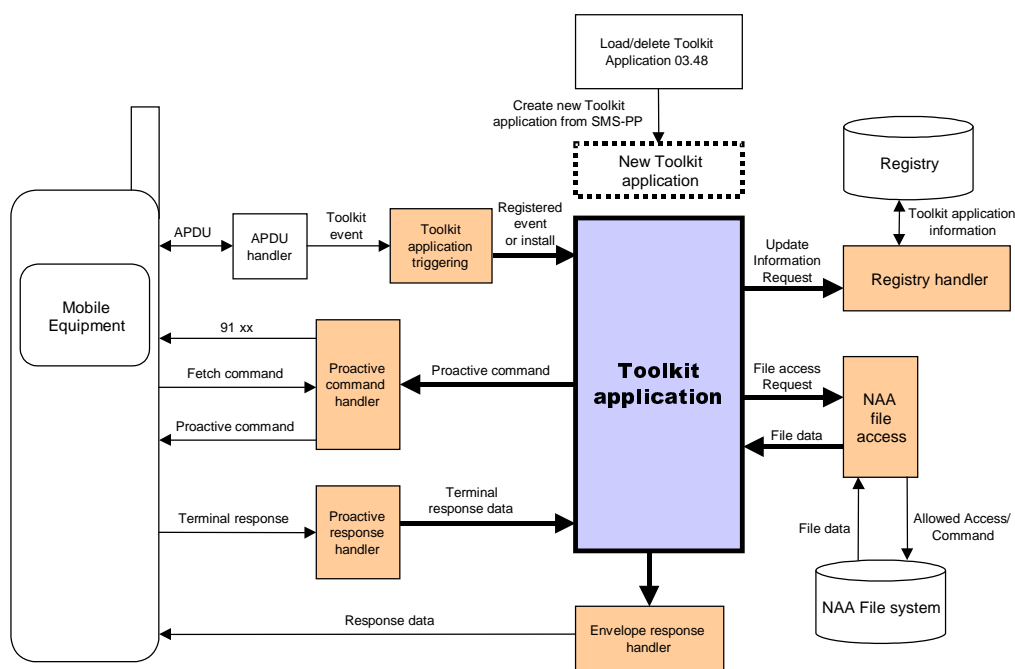 Load/delete Toolkit
Application 03.48
Create new Toolkit
application from SMS-PP
New Toolkit
application
Registry
Toolkit application
information
APDU
APDU
handler
Toolkit
event
Toolkit
application
triggering
Registered
event
or install
Update
Information
Request
Registry handler
Mobile
Equipment
91 xx
Fetch command
Proactive command
Proactive
command
handler
Proactive command
Toolkit
application
File access
Request
File data
NAA
file
access
Terminal response
Proactive
response
handler
Terminal
response data
File data
Allowed Access/
Command
NAA File system
Response data
Envelope response
handler